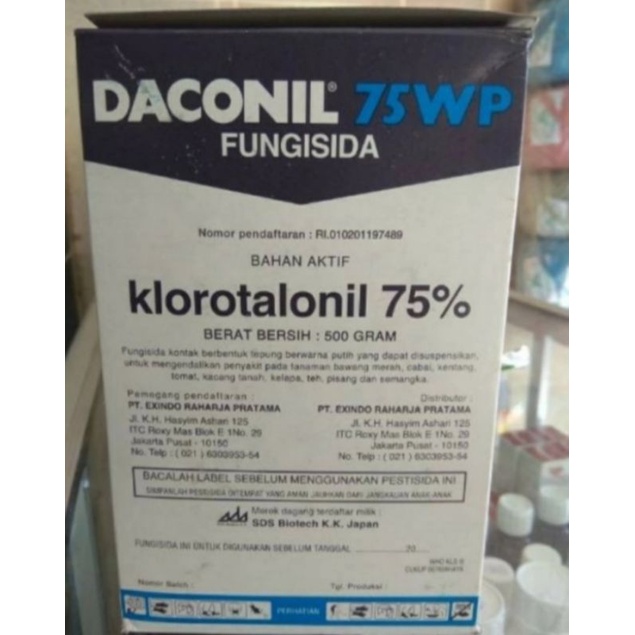 DACONIL® 75WP
FUNGISIDA
Nomor pendaftaran : RI.010201197489
BAHAN AKTIF
klorotalonil 75%
BERAT BERSIH : 500 GRAM
Fungisida kontak berbentuk tepung berwarna putih yang dapat disuspensikan,
untuk mengendalikan penyakit pada tanaman bawang merah, cabai, kentang,
tomat, kacang tanah, kelapa, teh, pisang dan semangka.
Pemegang pendaftaran :
PT. EXINDO RAHARJA PRATAMA
Jl. K.H. Hasyim Ashari 125
ITC Roxy Mas Blok E 1No. 29
Jakarta Pusat - 10150
No. Telp : ( 021 ) 6303953-54
Distributor :
PT. EXINDO RAHARJA PRATAMA
Jl. K.H. Hasyim Ashari 125
ITC Roxy Mas Blok E 1No. 29
Jakarta Pusat - 10150
No. Telp : ( 021 ) 6303953-54
BACALAH LABEL SEBELUM MENGGUNAKAN PESTISIDA INI
SIMPANLAH PESTISIDA DITEMPAT YANG AMAN JAUHKAN DARI JANGKAUAN ANAK-ANAK
Merek dagang terdaftar milik :
SDS Biotech K.K. Japan
FUNGISIDA INI UNTUK DIGUNAKAN SEBELUM TANGGAL 20
CUKUP BERBAHAYA
Nomor Batch :
Tgl. Produksi :
PERHATIAN